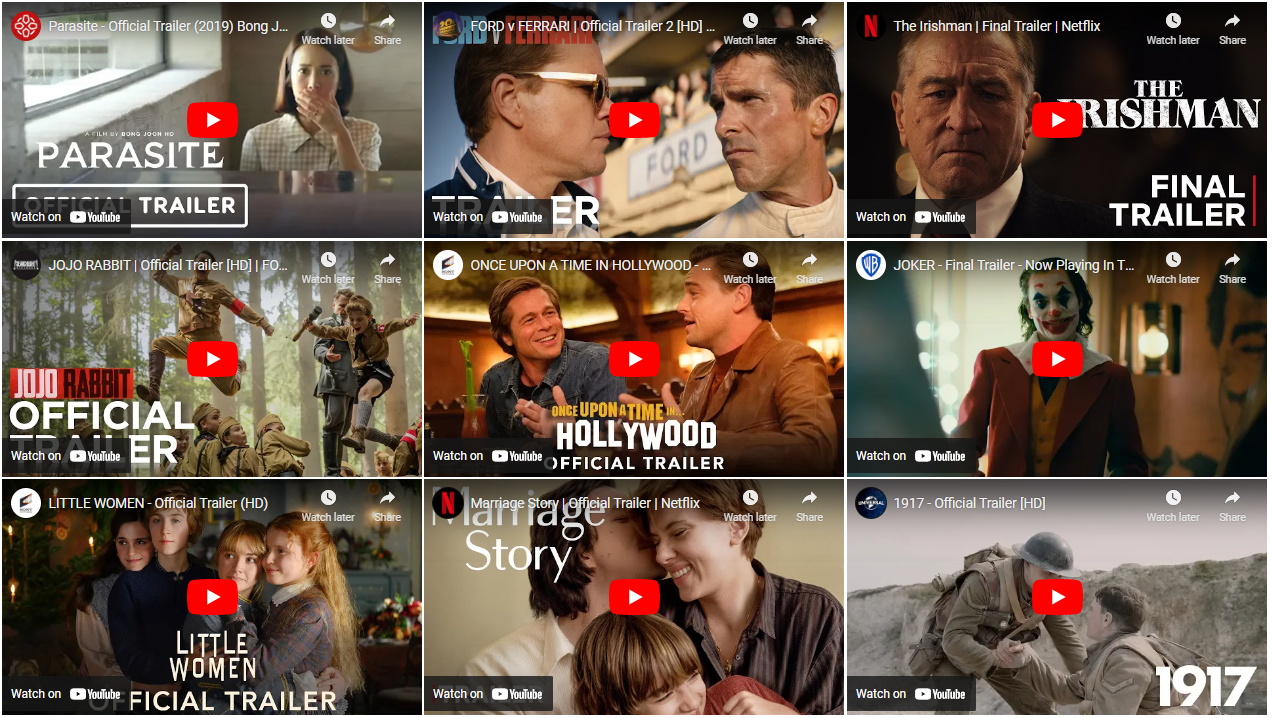 Parasite - Official Trailer (2019) Bong J...
Watch later
Share
A FILM BY BONG JOON HO
PARASITE
OFFICIAL TRAILER
Watch on YouTube
FORD v FERRARI | Official Trailer 2 [HD] ...
Watch later
Share
FORD V FERRARI
FORD
TRAILER
Watch on YouTube
The Irishman | Final Trailer | Netflix
Watch later
Share
THE
IRISHMAN
FINAL
TRAILER
Watch on YouTube
JOJO RABBIT | Official Trailer [HD] | FO...
Watch later
Share
JOJO RABBIT
OFFICIAL
TRAILER
Watch on YouTube
ONCE UPON A TIME IN HOLLYWOOD - ...
Watch later
Share
ONCE UPON A TIME IN...
HOLLYWOOD
OFFICIAL TRAILER
Watch on YouTube
JOKER - Final Trailer - Now Playing In T...
Watch later
Share
Watch on YouTube
LITTLE WOMEN - Official Trailer (HD)
Watch later
Share
LITTLE
WOMEN
OFFICIAL TRAILER
Watch on YouTube
Marriage Story | Official Trailer | Netflix
Watch later
Share
Marriage
Story
Watch on YouTube
1917 - Official Trailer [HD]
UNIVERSAL
Watch later
Share
1917
Watch on YouTube